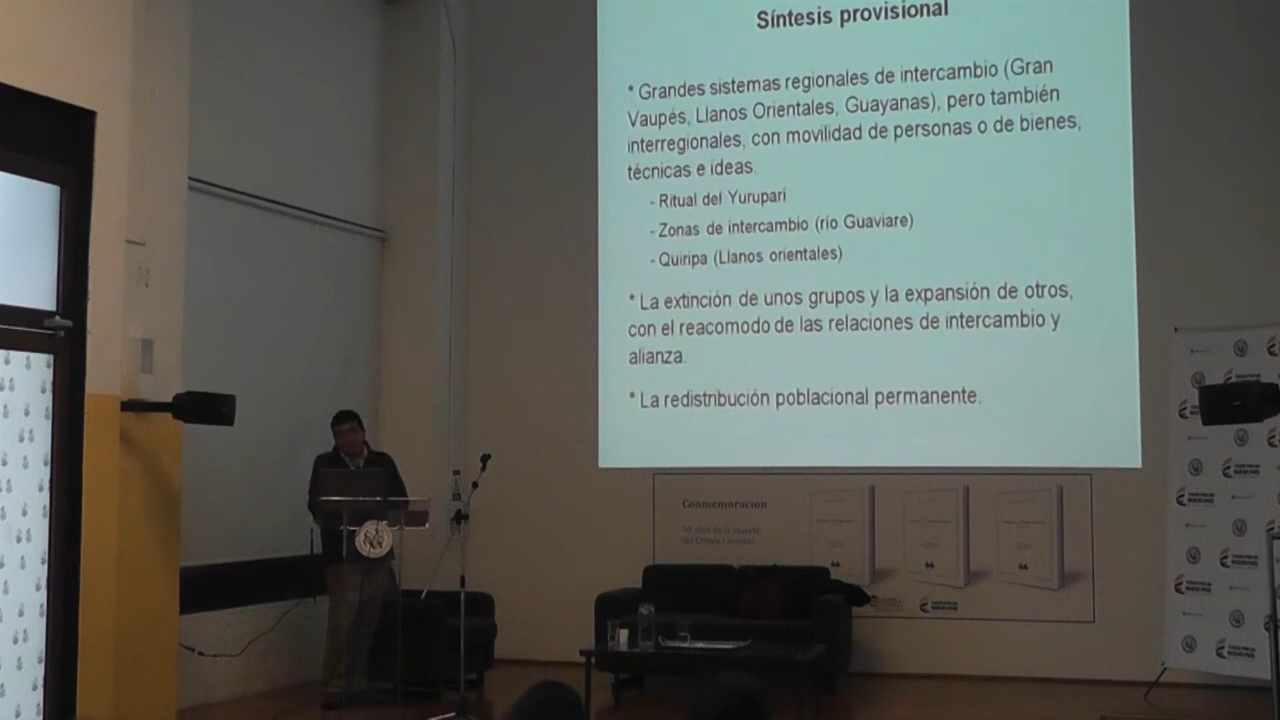 Síntesis provisional
* Grandes sistemas regionales de intercambio (Gran
Vaupés, Llanos Orientales, Guayanas), pero también
interregionales, con movilidad de personas o de bienes,
técnicas e ideas.
- Ritual del Yuruparí
- Zonas de intercambio (río Guaviare)
- Quiripa (Llanos orientales)
* La extinción de unos grupos y la expansión de otros,
con el reacomodo de las relaciones de intercambio y
alianza.
* La redistribución poblacional permanente.
Conmemoración